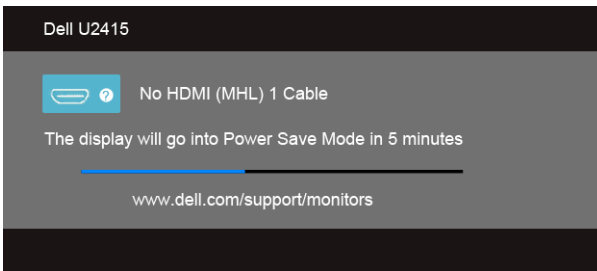 Dell U2415
? No HDMI (MHL) 1 Cable
The display will go into Power Save Mode in 5 minutes
www.dell.com/support/monitors